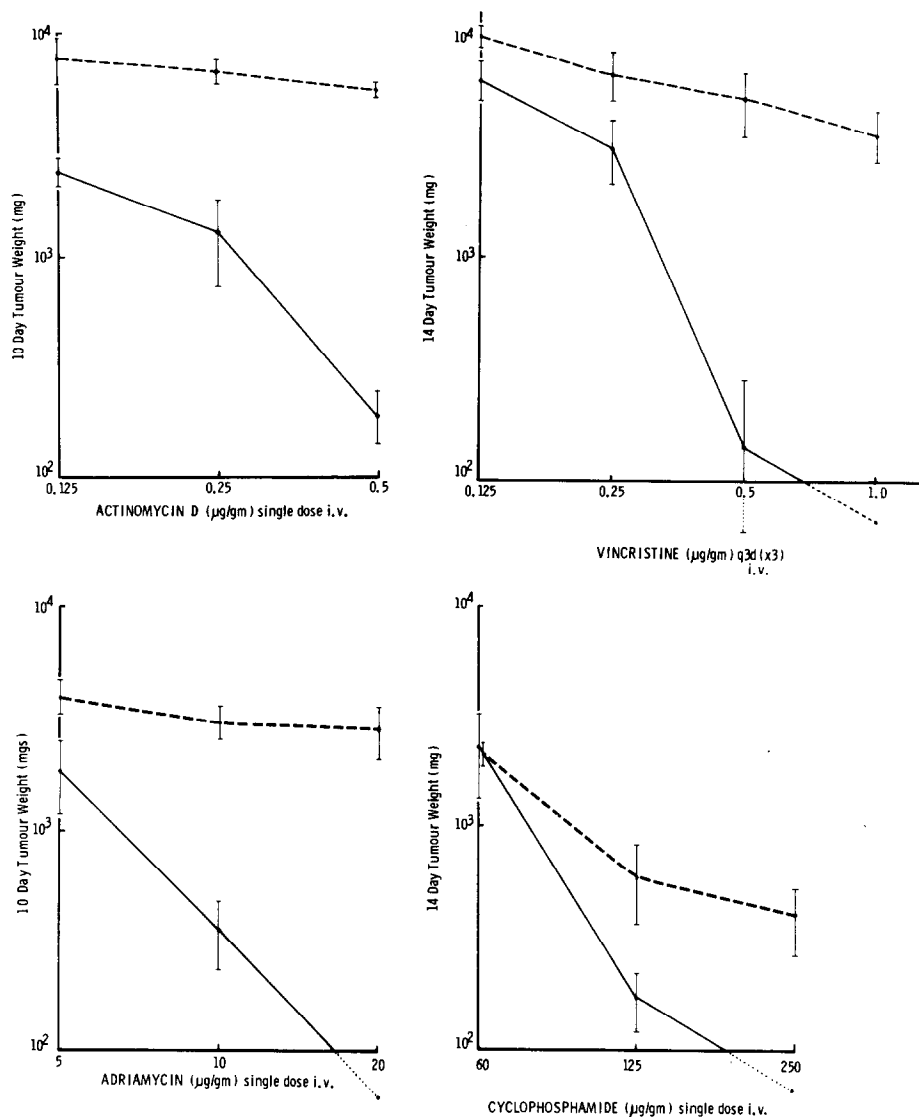 10⁴
10³
10²
10 Day Tumour Weight (mg)
0.125
0.25
0.5
ACTINOMYCIN D (µg/gm) single dose i.v.
10⁴
10³
10²
14 Day Tumour Weight (mg)
0.125
0.25
0.5
1.0
VINCRISTINE (µg/gm) q3d (x3)
i.v.
10⁴
10³
10²
10 Day Tumour Weight (mgs)
5
10
20
ADRIAMYCIN (µg/gm) single dose i.v.
10⁴
10³
10²
14 Day Tumour Weight (mg)
60
125
250
CYCLOPHOSPHAMIDE (µg/gm) single dose i.v.